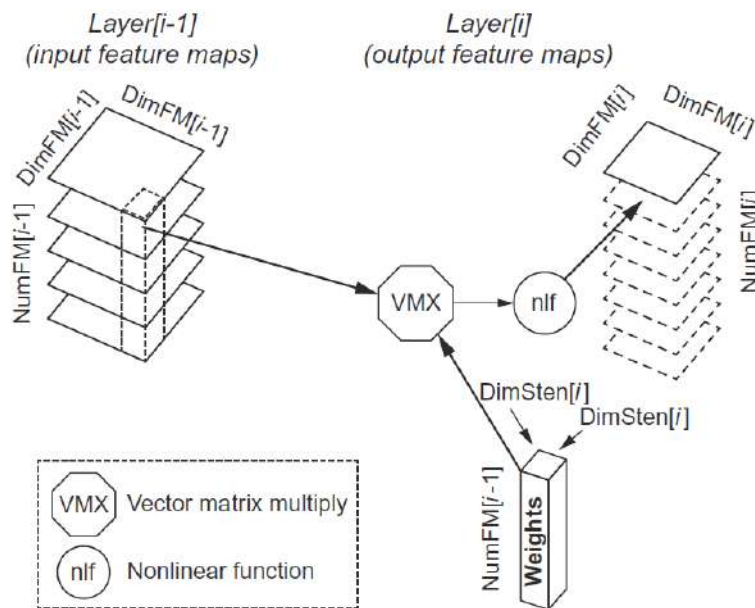 Layer[i-1]
(input feature maps)
Layer[i]
(output feature maps)
DimFM[i-1]
DimFM[i-1]
NumFM[i-1]
DimFM[i]
DimFM[i]
NumFM[i]
VMX
nlf
DimSten[i]
DimSten[i]
NumFM[i-1]
Weights
VMX
Vector matrix multiply
nlf
Nonlinear function